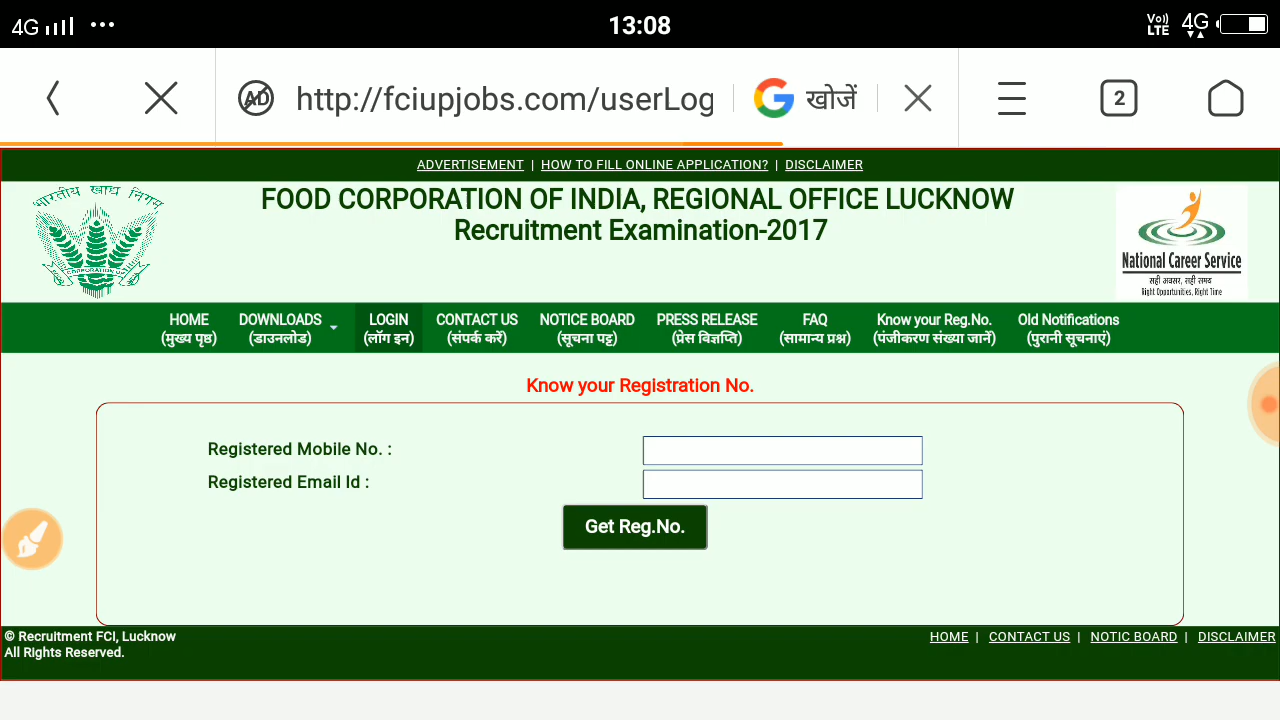 4G 13:08 Vo)) LTE 4G
AD http://fciupjobs.com/userLog खोजें 2
ADVERTISEMENT | HOW TO FILL ONLINE APPLICATION? | DISCLAIMER
भारतीय खाद्य निगम
FOOD CORPORATION OF INDIA, REGIONAL OFFICE LUCKNOW
Recruitment Examination-2017
National Career Service
सही अवसर, सही समय
Right Opportunities, Right Time
HOME DOWNLOADS LOGIN CONTACT US NOTICE BOARD PRESS RELEASE FAQ Know your Reg.No. Old Notifications
(मुख्य पृष्ठ) (डाउनलोड) (लॉग इन) (संपर्क करें) (सूचना पट्ट) (प्रेस विज्ञप्ति) (सामान्य प्रश्न) (पंजीकरण संख्या जानें) (पुरानी सूचनाएं)
Know your Registration No.
Registered Mobile No. :
Registered Email Id :
Get Reg.No.
© Recruitment FCI, Lucknow HOME | CONTACT US | NOTIC BOARD | DISCLAIMER
All Rights Reserved.